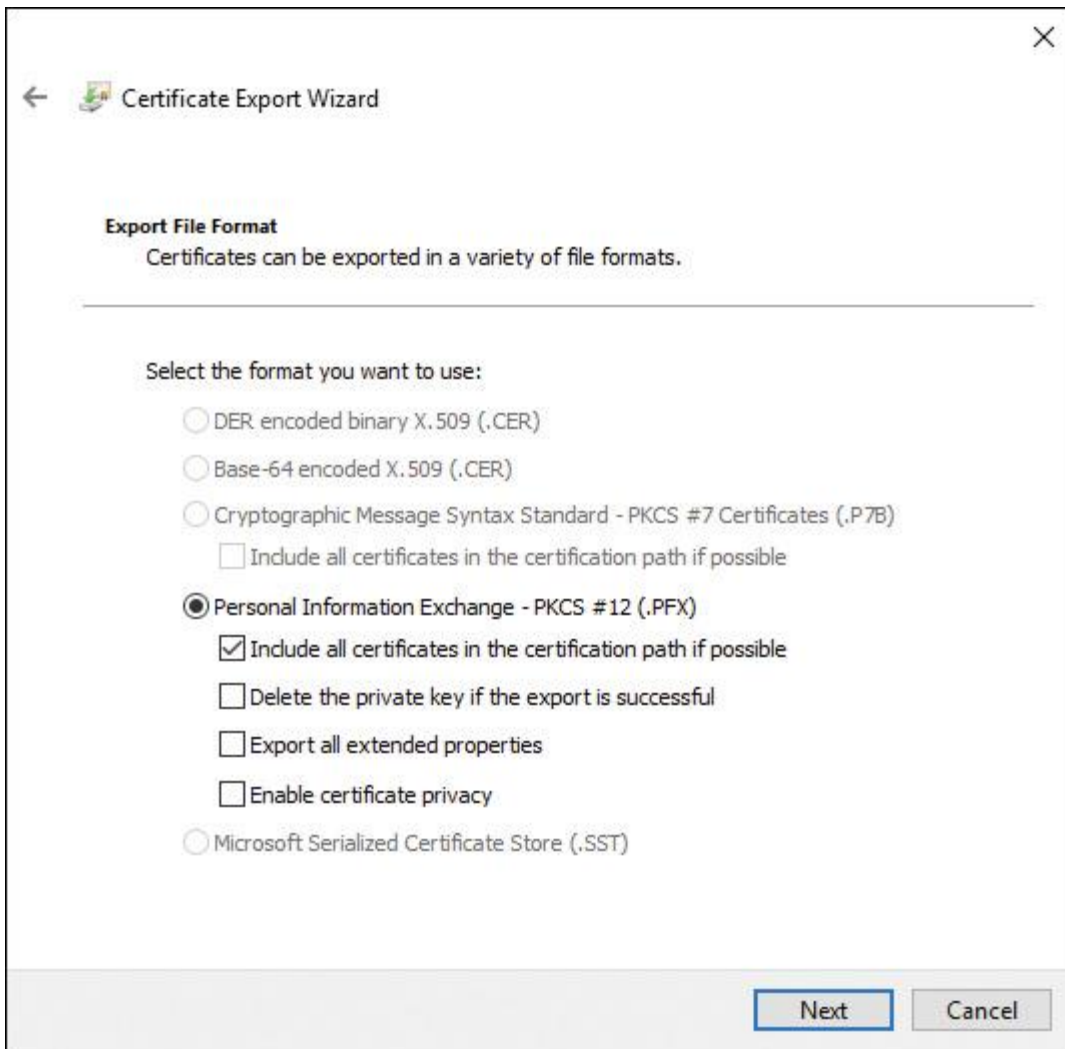 Certificate Export Wizard
Export File Format
Certificates can be exported in a variety of file formats.
Select the format you want to use:
DER encoded binary X.509 (.CER)
Base-64 encoded X.509 (.CER)
Cryptographic Message Syntax Standard - PKCS #7 Certificates (.P7B)
Include all certificates in the certification path if possible
Personal Information Exchange - PKCS #12 (.PFX)
Include all certificates in the certification path if possible
Delete the private key if the export is successful
Export all extended properties
Enable certificate privacy
Microsoft Serialized Certificate Store (.SST)
Next Cancel